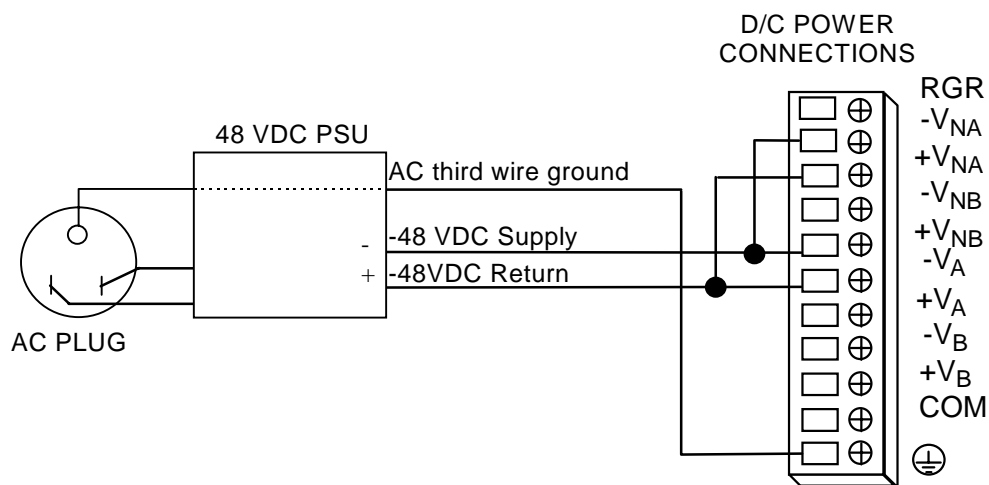 D/C POWER
CONNECTIONS
RGR
-VNA
+VNA
-VNB
+VNB
-VA
+VA
-VB
+VB
COM
48 VDC PSU
AC third wire ground
- -48 VDC Supply
+ -48VDC Return
AC PLUG